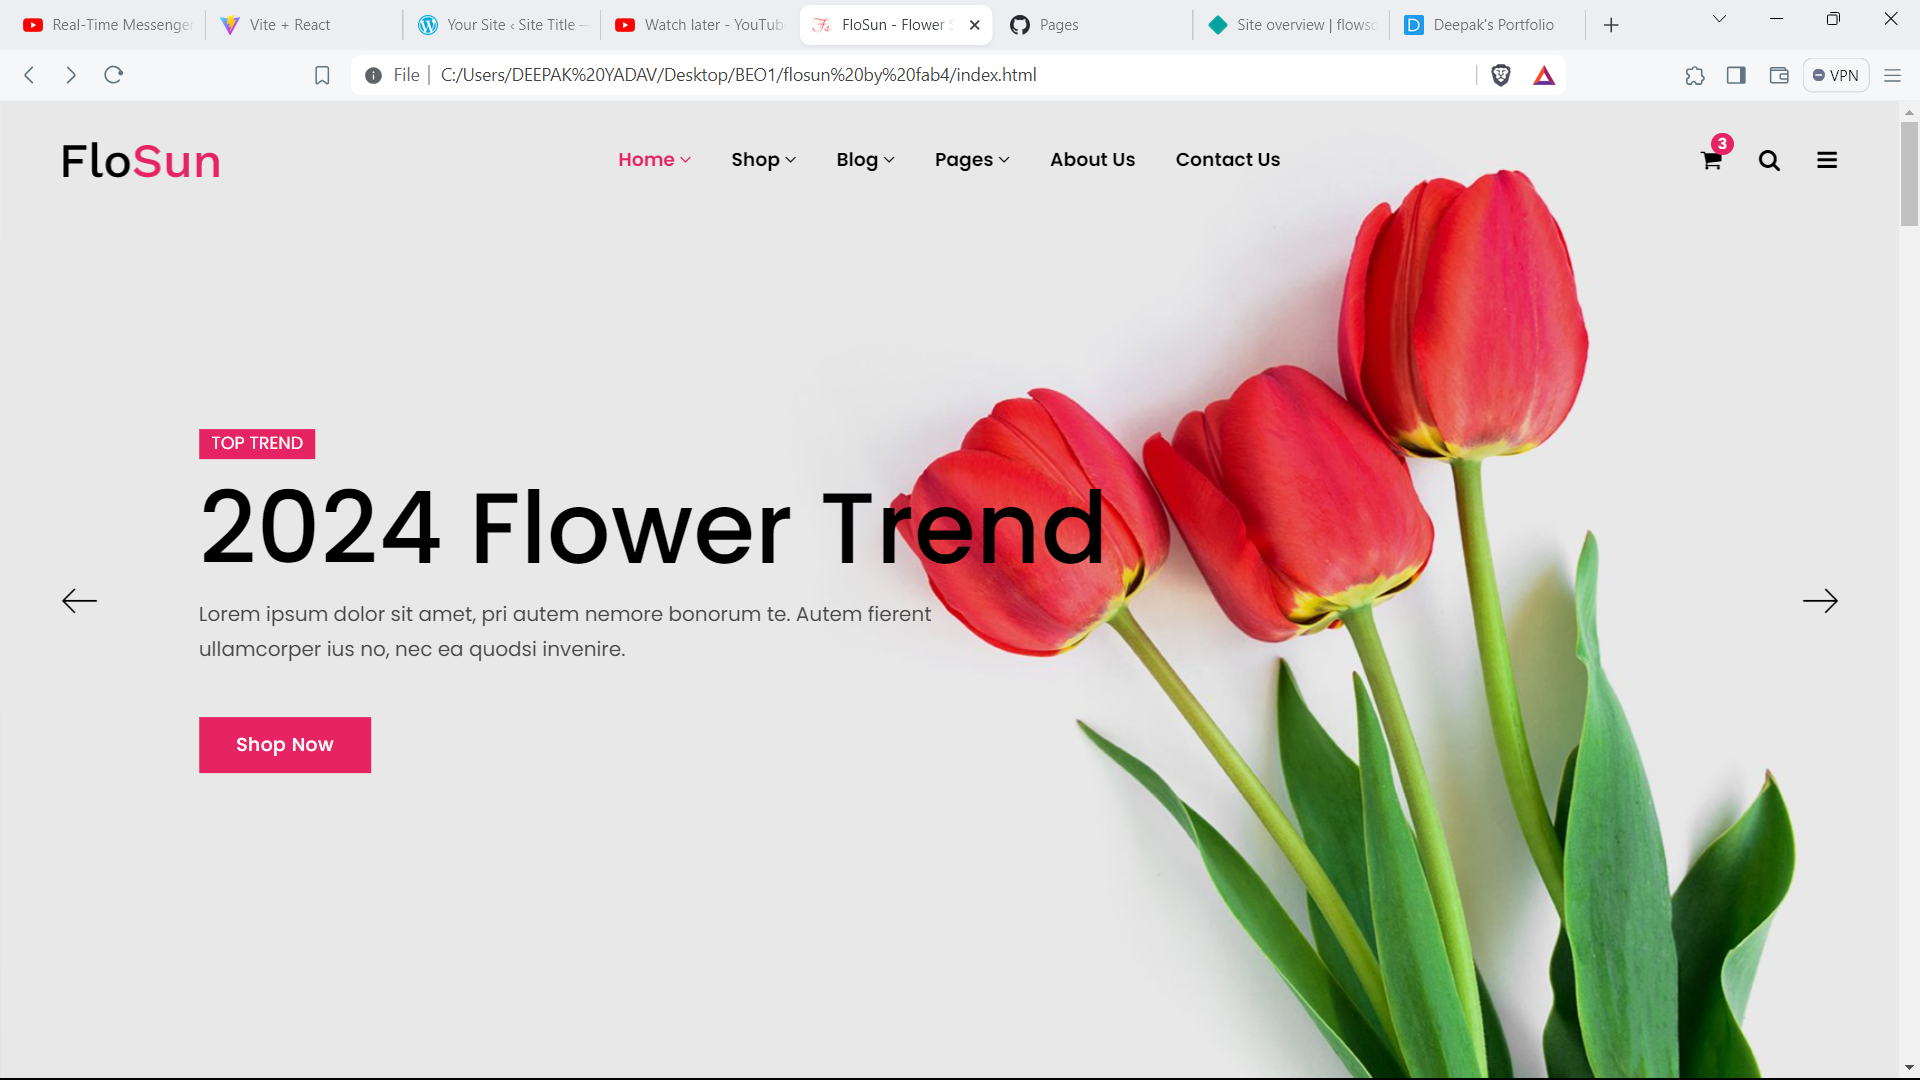 Real-Time Messenger
Vite + React
Your Site ‹ Site Title —
Watch later - YouTub
FloSun - Flower S
Pages
Site overview | flowsc
Deepak's Portfolio
File
C:/Users/DEEPAK%20YADAV/Desktop/BEO1/flosun%20by%20fab4/index.html
VPN
FloSun
Home
Shop
Blog
Pages
About Us
Contact Us
3
TOP TREND
2024 Flower Trend
Lorem ipsum dolor sit amet, pri autem nemore bonorum te. Autem fierent
ullamcorper ius no, nec ea quodsi invenire.
Shop Now